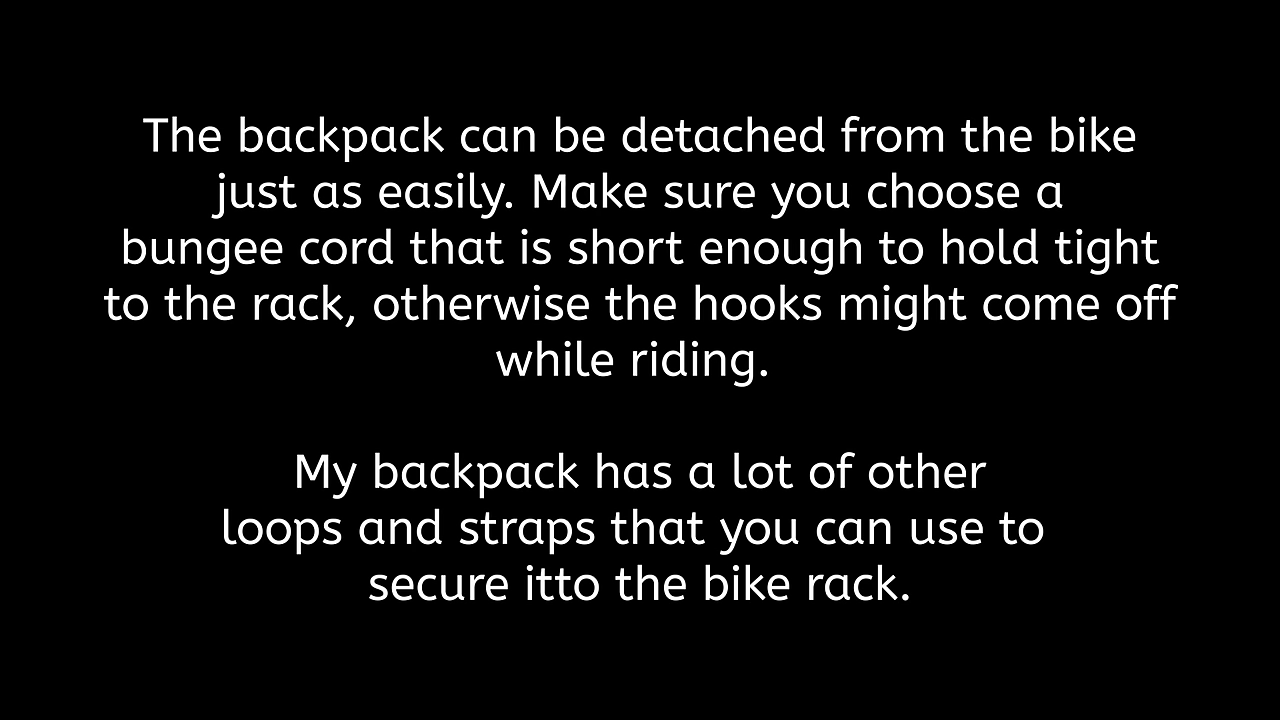 The backpack can be detached from the bike
just as easily. Make sure you choose a
bungee cord that is short enough to hold tight
to the rack, otherwise the hooks might come off
while riding.
My backpack has a lot of other
loops and straps that you can use to
secure itto the bike rack.